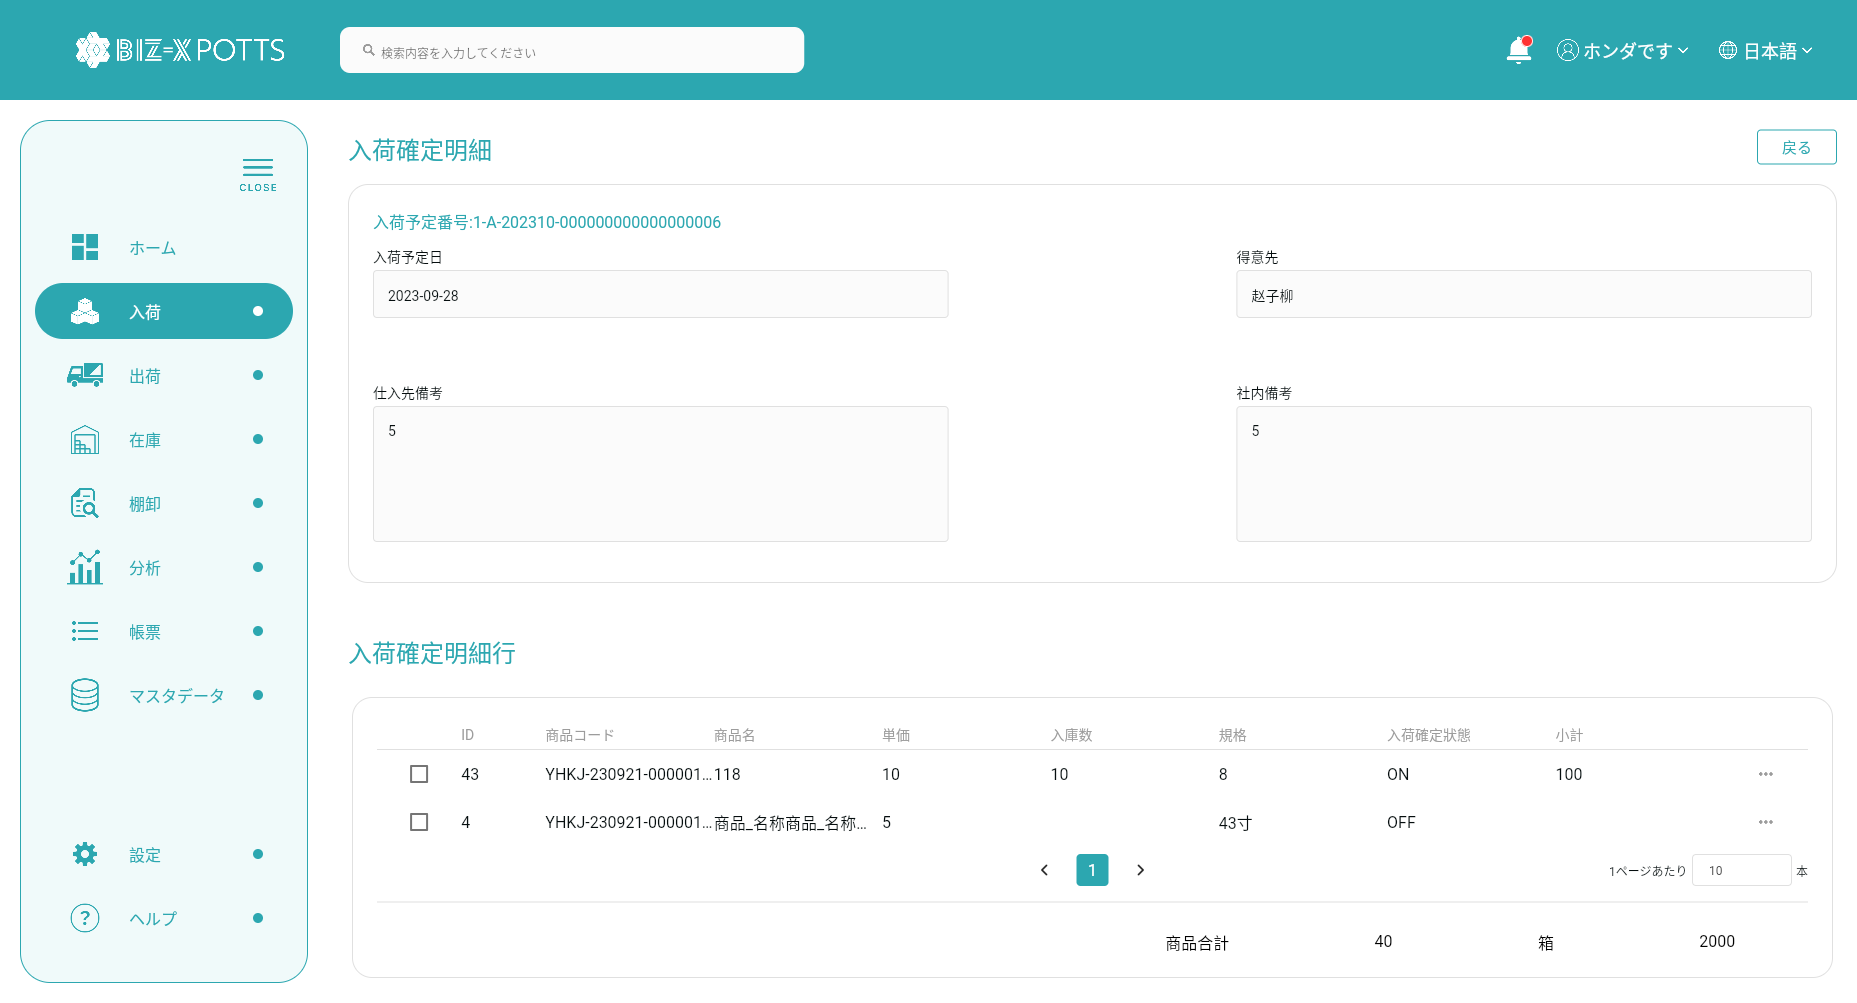 BIZ-X POTTS
検索内容を入力してください
ホンダです
日本語
CLOSE
ホーム
入荷
出荷
在庫
棚卸
分析
帳票
マスタデータ
設定
ヘルプ
入荷確定明細
戻る
入荷予定番号:1-A-202310-000000000000000006
入荷予定日 得意先
2023-09-28 赵子柳
仕入先備考 社内備考
5 5
入荷確定明細行
ID 商品コード 商品名 単価 入庫数 規格 入荷確定狀態 小計
43 YHKJ-230921-000001... 118 10 10 8 ON 100 ...
4 YHKJ-230921-000001... 商品_名称商品_名称... 5 43寸 OFF ...
1 1ページあたり 10 本
商品合計 40 箱 2000